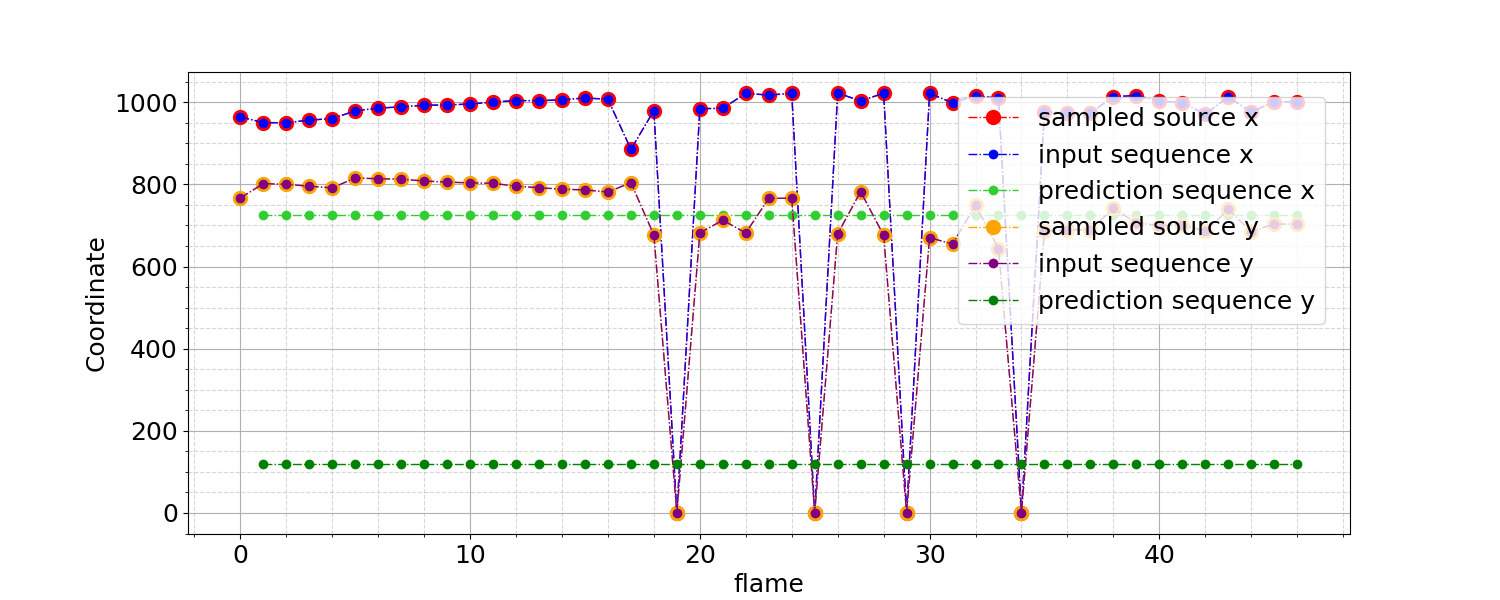 1000
800
600
400
200
0
Coordinate
sampled source x
input sequence x
prediction sequence x
sampled source y
input sequence y
prediction sequence y
0 10 20 30 40
flame